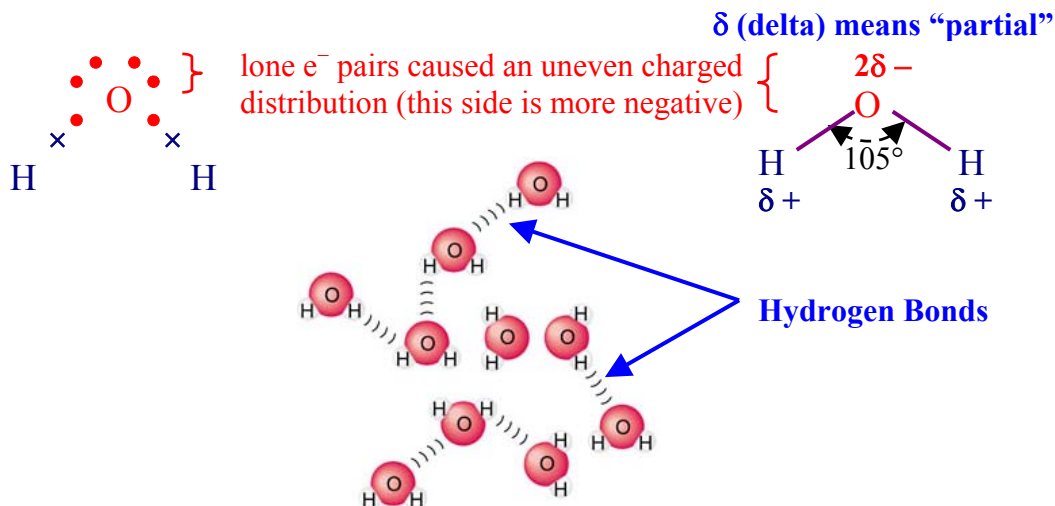 δ (delta) means “partial”
lone e⁻ pairs caused an uneven charged
distribution (this side is more negative)
O
H H
2δ –
O
105°
H H
δ + δ +
O
H H
O
H H
O
H H
O
H H
H
O
H
H
O
H
Hydrogen Bonds
O
H H
H H
O
H
O
H
O
H H